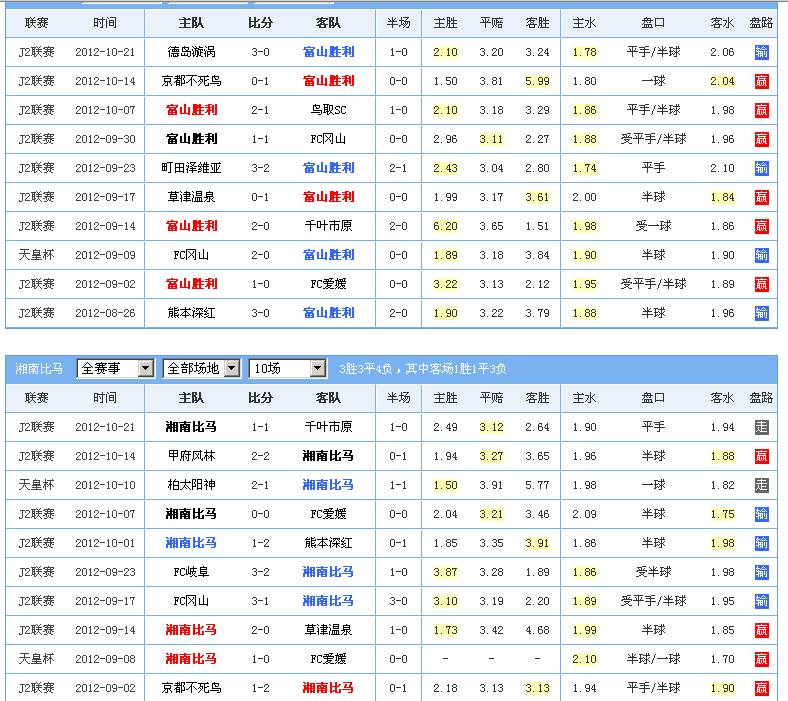 联赛 时间 主队 比分 客队 半场 主胜 平赔 客胜 主水 盘口 客水 盘路
J2联赛 2012-10-21 德岛漩涡 3-0 富山胜利 1-0 2.10 3.20 3.24 1.78 平手/半球 2.06 输
J2联赛 2012-10-14 京都不死鸟 0-1 富山胜利 0-0 1.50 3.81 5.99 1.80 一球 2.04 赢
J2联赛 2012-10-07 富山胜利 2-1 鸟取SC 1-0 2.10 3.18 3.29 1.86 平手/半球 1.98 赢
J2联赛 2012-09-30 富山胜利 1-1 FC冈山 0-0 2.96 3.11 2.27 1.88 受平手/半球 1.96 赢
J2联赛 2012-09-23 町田泽维亚 3-2 富山胜利 2-1 2.43 3.04 2.80 1.74 平手 2.10 输
J2联赛 2012-09-17 草津温泉 0-1 富山胜利 0-0 1.99 3.17 3.61 2.00 半球 1.84 赢
J2联赛 2012-09-14 富山胜利 2-0 千叶市原 2-0 6.20 3.65 1.51 1.98 受一球 1.86 赢
天皇杯 2012-09-09 FC冈山 2-0 富山胜利 0-0 1.89 3.18 3.84 1.90 半球 1.90 输
J2联赛 2012-09-02 富山胜利 1-0 FC爱媛 0-0 3.22 3.13 2.12 1.95 受平手/半球 1.89 赢
J2联赛 2012-08-26 熊本深红 3-0 富山胜利 2-0 1.90 3.22 3.79 1.88 半球 1.96 输
湘南比马 全赛事 全部场地 10场 3胜3平4负，其中客场1胜1平3负
联赛 时间 主队 比分 客队 半场 主胜 平赔 客胜 主水 盘口 客水 盘路
J2联赛 2012-10-21 湘南比马 1-1 千叶市原 1-0 2.49 3.12 2.64 1.90 平手 1.94 走
J2联赛 2012-10-14 甲府风林 2-2 湘南比马 0-1 1.94 3.27 3.65 1.96 半球 1.88 赢
天皇杯 2012-10-10 柏太阳神 2-1 湘南比马 1-1 1.50 3.91 5.77 1.98 一球 1.82 走
J2联赛 2012-10-07 湘南比马 0-0 FC爱媛 0-0 2.04 3.21 3.46 2.09 半球 1.75 输
J2联赛 2012-10-01 湘南比马 1-2 熊本深红 0-1 1.85 3.35 3.91 1.86 半球 1.98 输
J2联赛 2012-09-23 FC岐阜 3-2 湘南比马 1-0 3.87 3.28 1.89 1.86 受半球 1.98 输
J2联赛 2012-09-17 FC冈山 3-1 湘南比马 3-0 3.10 3.19 2.20 1.89 受平手/半球 1.95 输
J2联赛 2012-09-14 湘南比马 2-0 草津温泉 1-0 1.73 3.42 4.68 1.99 半球 1.85 赢
天皇杯 2012-09-08 湘南比马 1-0 FC爱媛 0-0 - - - 2.10 半球/一球 1.70 赢
J2联赛 2012-09-02 京都不死鸟 1-2 湘南比马 0-1 2.18 3.13 3.13 1.94 平手/半球 1.90 赢